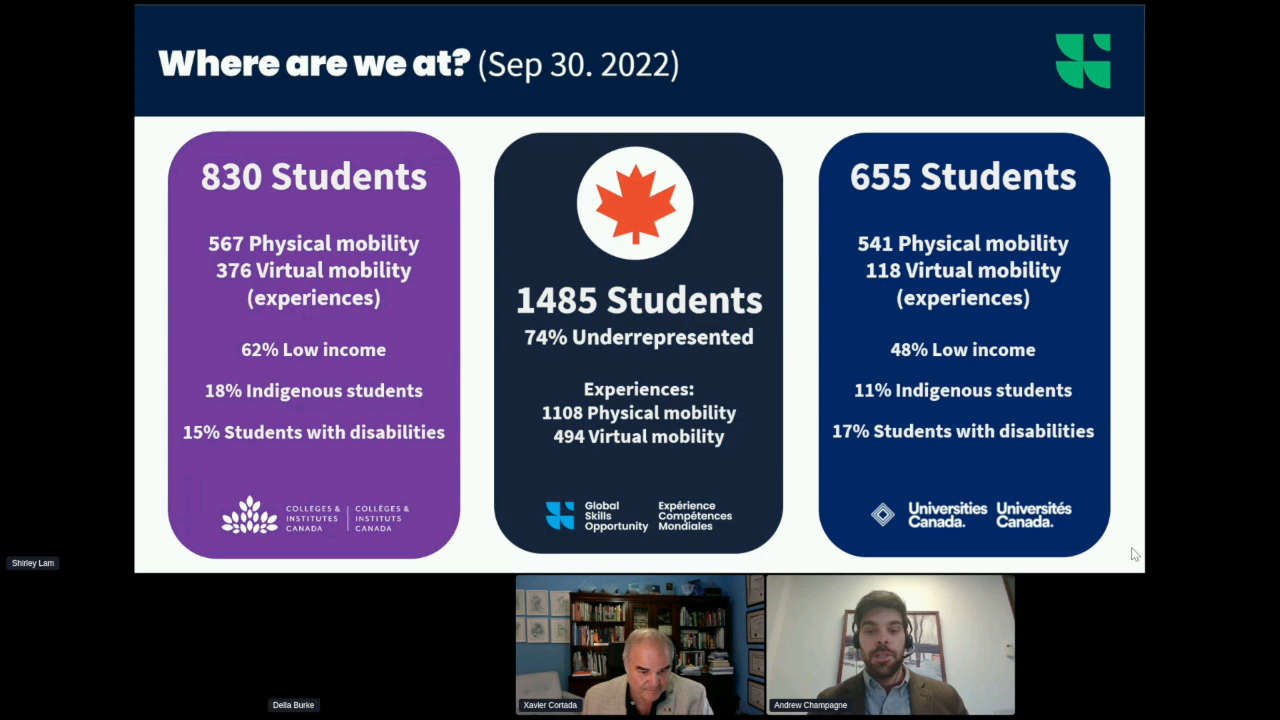 Where are we at? (Sep 30. 2022)
830 Students
567 Physical mobility
376 Virtual mobility
(experiences)
62% Low income
18% Indigenous students
15% Students with disabilities
COLLEGES &
INSTITUTES
CANADA
COLLÈGES &
INSTITUTS
CANADA
1485 Students
74% Underrepresented
Experiences:
1108 Physical mobility
494 Virtual mobility
Global
Skills
Opportunity
Expérience
Compétences
Mondiales
655 Students
541 Physical mobility
118 Virtual mobility
(experiences)
48% Low income
11% Indigenous students
17% Students with disabilities
Universities
Canada.
Universités
Canada.
Shirley Lam
Della Burke
Xavier Cortada
Andrew Champagne